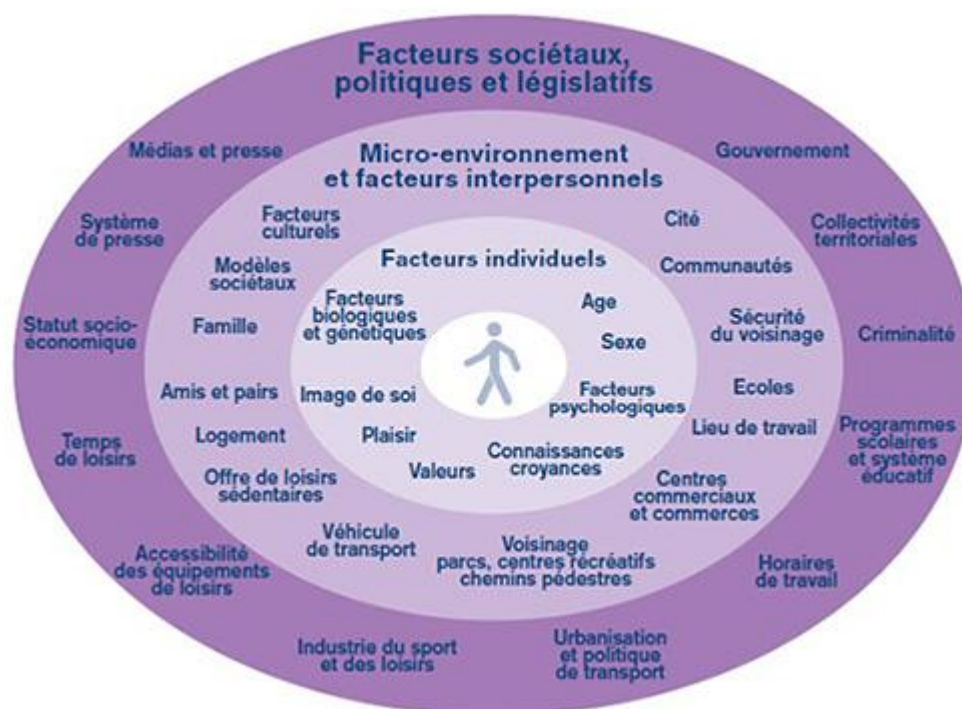 Facteurs sociétaux,
politiques et législatifs
Médias et presse
Gouvernement
Système
de presse
Collectivités
territoriales
Statut socio-
économique
Criminalité
Temps
de loisirs
Programmes
scolaires
et système
éducatif
Accessibilité
des équipements
de loisirs
Horaires
de travail
Industrie du sport
et des loisirs
Urbanisation
et politique
de transport
Micro-environnement
et facteurs interpersonnels
Facteurs
culturels
Cité
Modèles
sociétaux
Communautés
Famille
Sécurité
du voisinage
Amis et pairs
Ecoles
Logement
Lieu de travail
Offre de loisirs
sédentaires
Centres
commerciaux
et commerces
Véhicule
de transport
Voisinage
parcs, centres récréatifs
chemins pédestres
Facteurs individuels
Facteurs
biologiques
et génétiques
Age
Sexe
Image de soi
Facteurs
psychologiques
Plaisir
Valeurs
Connaissances
croyances